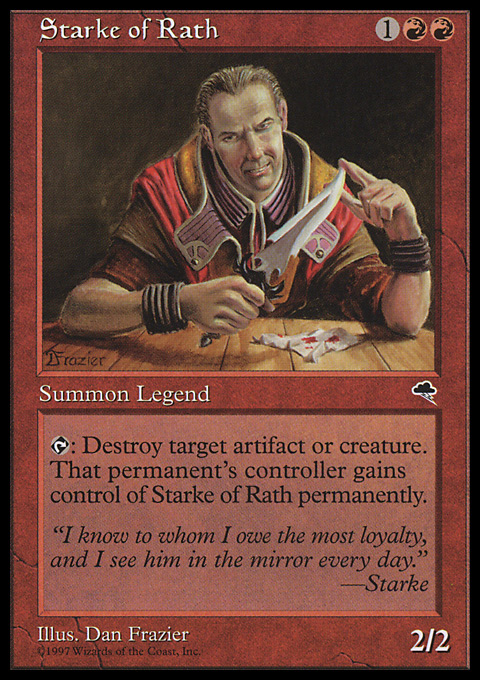 Starke of Rath 1
DFrazier
Summon Legend
: Destroy target artifact or creature.
That permanent's controller gains
control of Starke of Rath permanently.
“I know to whom I owe the most loyalty,
and I see him in the mirror every day.”
—Starke
Illus. Dan Frazier
©1997 Wizards of the Coast, Inc.
2/2